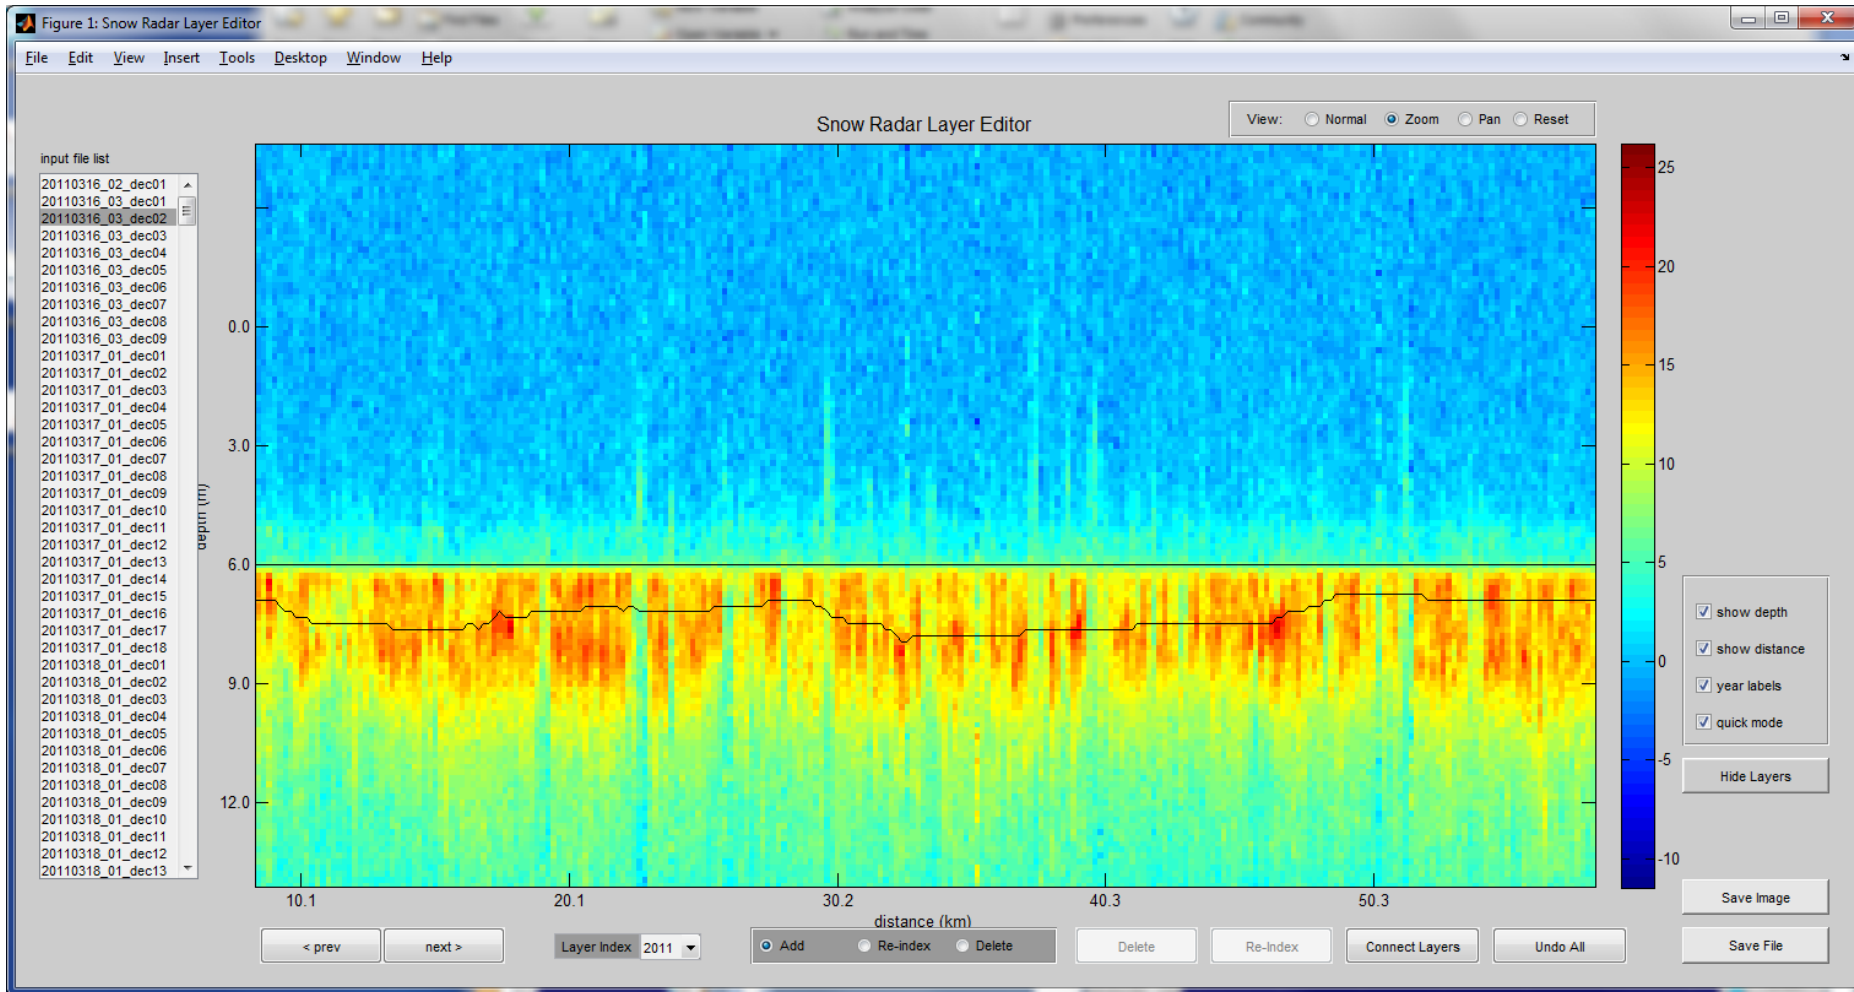 Figure 1: Snow Radar Layer Editor
File Edit View Insert Tools Desktop Window Help
Snow Radar Layer Editor
View: Normal Zoom Pan Reset
input file list
20110316_02_dec01
20110316_03_dec01
20110316_03_dec02
20110316_03_dec03
20110316_03_dec04
20110316_03_dec05
20110316_03_dec06
20110316_03_dec07
20110316_03_dec08
20110316_03_dec09
20110317_01_dec01
20110317_01_dec02
20110317_01_dec03
20110317_01_dec04
20110317_01_dec05
20110317_01_dec06
20110317_01_dec07
20110317_01_dec08
20110317_01_dec09
20110317_01_dec10
20110317_01_dec11
20110317_01_dec12
20110317_01_dec13
20110317_01_dec14
20110317_01_dec15
20110317_01_dec16
20110317_01_dec17
20110317_01_dec18
20110318_01_dec01
20110318_01_dec02
20110318_01_dec03
20110318_01_dec04
20110318_01_dec05
20110318_01_dec06
20110318_01_dec07
20110318_01_dec08
20110318_01_dec09
20110318_01_dec10
20110318_01_dec11
20110318_01_dec12
20110318_01_dec13
depth (m)
0.0
3.0
6.0
9.0
12.0
10.1 20.1 30.2 40.3 50.3
distance (km)
25
20
15
10
5
0
-5
-10
show depth
show distance
year labels
quick mode
Hide Layers
Save Image
< prev next > Layer Index 2011 Add Re-index Delete Delete Re-Index Connect Layers Undo All Save File